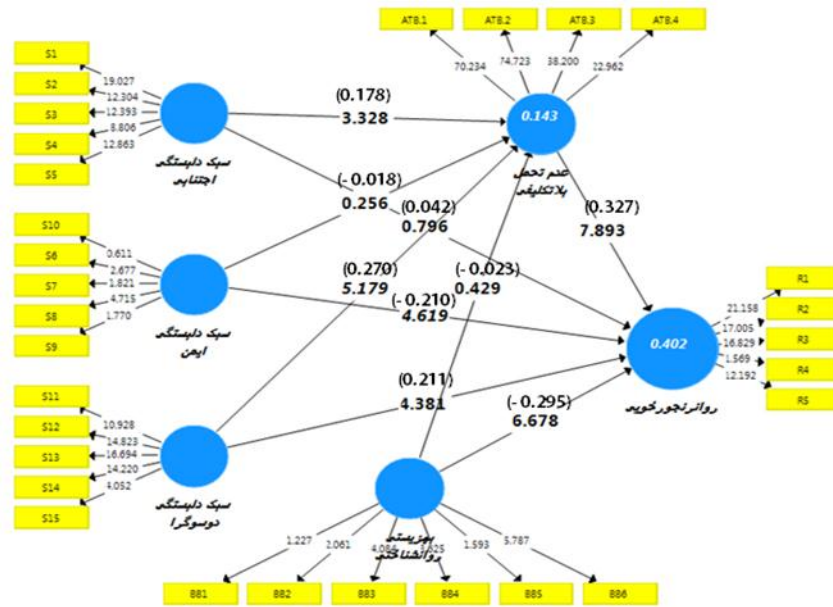 ATB.1
ATB.2
ATB.3
ATB.4
70.234
74.723
38.200
22.962
S1
S2
S3
S4
S5
19.027
12.304
12.393
8.806
12.863
سبک دلبستگی
اجتنابی
(0.178)
3.328
0.143
عدم تحمل
بلاتکلیفی
(- 0.018)
0.256
(0.042)
0.796
(0.327)
7.893
S10
S6
S7
S8
S9
0.611
2.677
1.821
4.715
1.770
سبک دلبستگی
ایمن
(0.270)
5.179
(-0.023)
0.429
(-0.210)
4.619
0.402
روانرنجورخویی
R1
R2
R3
R4
R5
21.158
17.005
16.829
1.569
12.192
(0.211)
4.381
(- 0.295)
6.678
S11
S12
S13
S14
S15
10.928
14.823
16.694
14.220
4.052
سبک دلبستگی
دوسوگرا
بهزیستی
روانشناختی
1.227
2.061
1.593
5.787
BB1
BB2
BB3
BB4
BB5
BB6